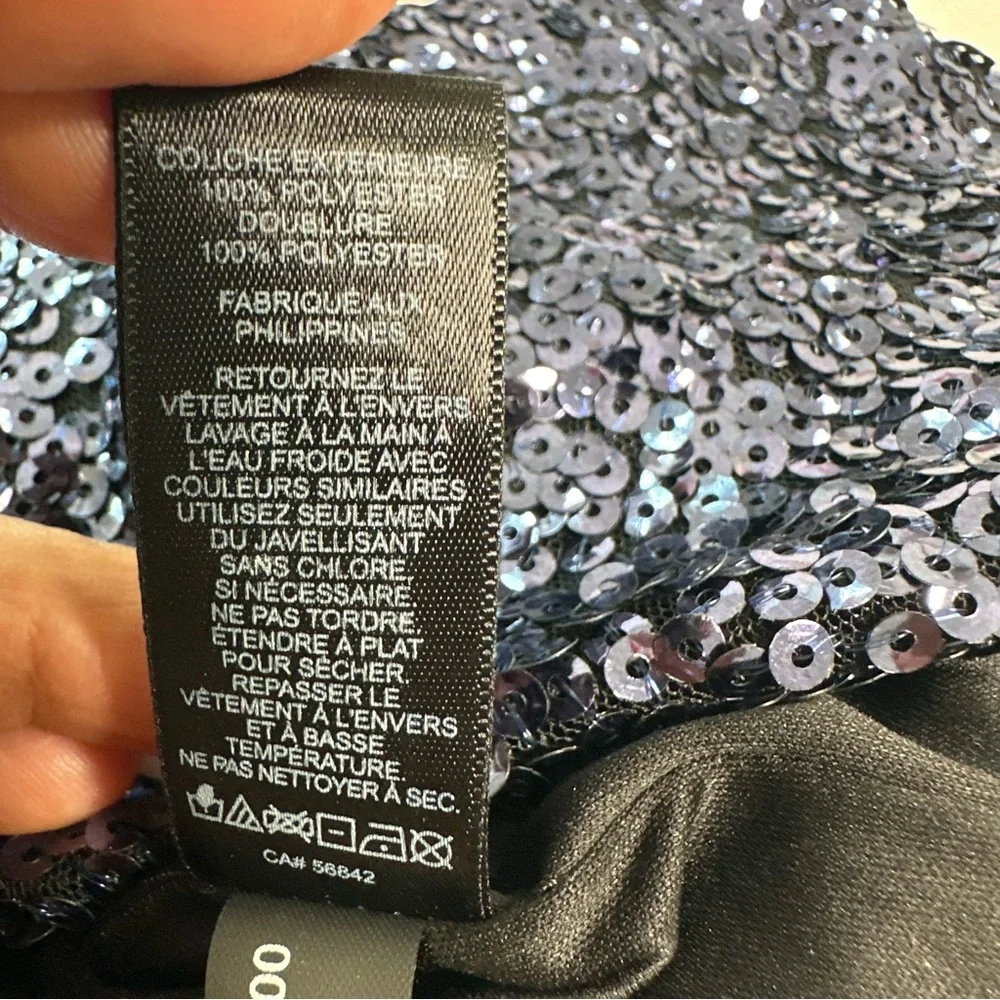 COUCHE EXTÉRIEURE
100% POLYESTER
DOUBLURE
100% POLYESTER
FABRIQUE AUX
PHILIPPINES
RETOURNEZ LE
VÊTEMENT À L'ENVERS
LAVAGE À LA MAIN À
L'EAU FROIDE AVEC
COULEURS SIMILAIRES
UTILISEZ SEULEMENT
DU JAVELLISANT
SANS CHLORE
SI NÉCESSAIRE
NE PAS TORDRE
ÉTENDRE À PLAT
POUR SÉCHER
REPASSER LE
VÊTEMENT À L'ENVERS
ET À BASSE
TEMPÉRATURE
NE PAS NETTOYER À SEC.
CA# 56842
00